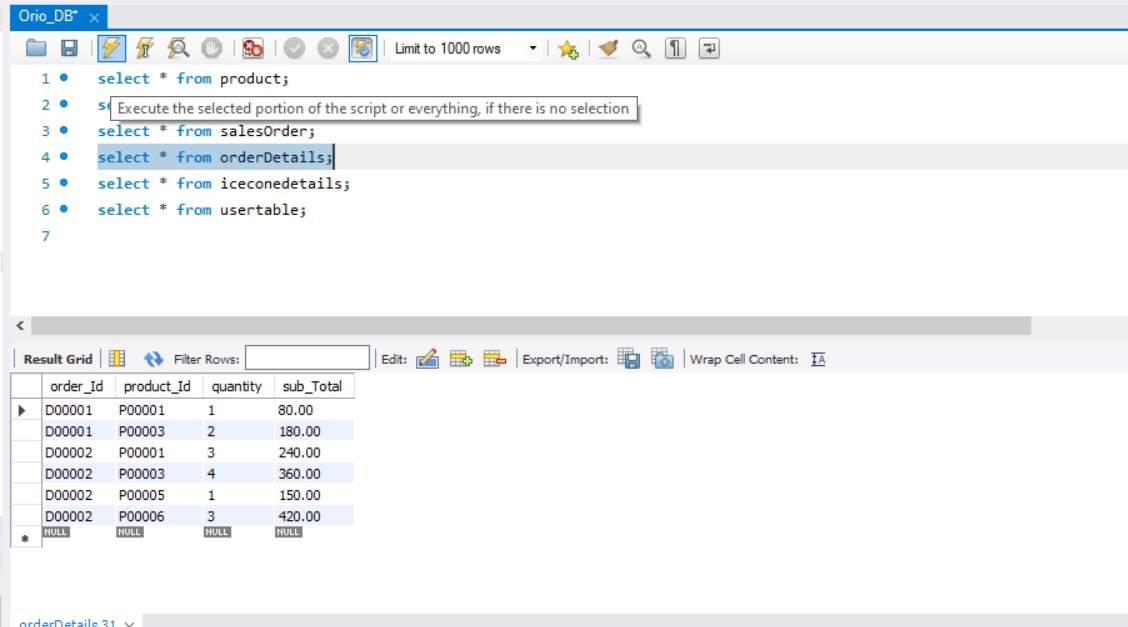 Orio_DB*
Limit to 1000 rows
1 select * from product;
2
Execute the selected portion of the script or everything, if there is no selection
3 select * from salesOrder;
4 select * from orderDetails;
5 select * from iceconedetails;
6 select * from usertable;
7
Result Grid Filter Rows: Edit: Export/Import: Wrap Cell Content:
order_Id product_Id quantity sub_Total
D00001 P00001 1 80.00
D00001 P00003 2 180.00
D00002 P00001 3 240.00
D00002 P00003 4 360.00
D00002 P00005 1 150.00
D00002 P00006 3 420.00
NULL NULL NULL NULL
orderDetails 31